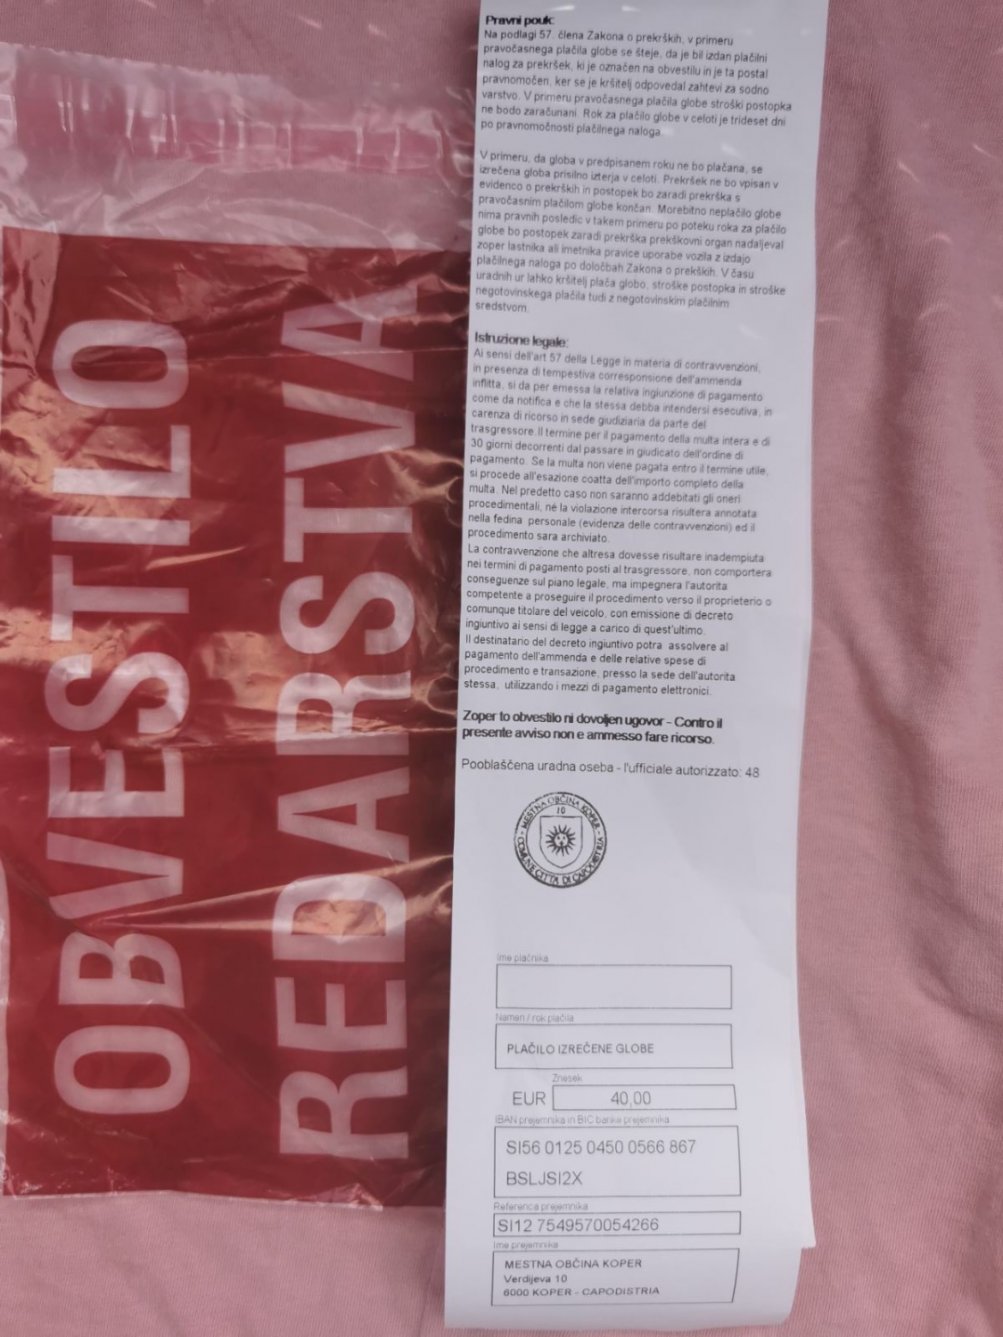 OBVESTILO
REDARSTVA
Pravni pouk:
Na podlagi 57. člena Zakona o prekrških, v primeru
pravočasnega plačila globe se šteje, da je bil izdan plačilni
nalog za prekršek, ki je označen na obvestilu in je ta postal
pravnomočen, ker se je kršitelj odpovedal zahtevi za sodno
varstvo. V primeru pravočasnega plačila globe stroški postopka
ne bodo zaračunani. Rok za plačilo globe v celoti je trideset dni
po pravnomočnosti plačilnega naloga.
V primeru, da globa v predpisanem roku ne bo plačana, se
izrečena globa prisilno izterja v celoti. Prekršek ne bo vpisan v
evidenco o prekrških in postopek bo zaradi prekrška s
pravočasnim plačilom globe končan. Morebitno neplačilo globe
nima pravnih posledic v takem primeru po poteku roka za plačilo
globe bo postopek zaradi prekrška prekškovni organ nadaljeval
zoper lastnika ali imetnika pravice uporabe vozila z izdajo
plačilnega naloga po določbah Zakona o prekških. V času
uradnih ur lahko kršitelj plača globo, stroške postopka in stroške
negotovinskega plačila tudi z negotovinskim plačilnim
sredstvom.
Istruzione legale:
Ai sensi dell'art 57 della Legge in materia di contravvenzioni,
in presenza di tempestiva corresponsione dell'ammenda
inflitta, si da per emessa la relativa ingiunzione di pagamento
come da notifica e che la stessa debba intendersi esecutiva, in
carenza di ricorso in sede giudiziaria da parte del
trasgressore.Il termine per il pagamento della multa intera e di
30 giorni decorrenti dal passare in giudicato dell'ordine di
pagamento. Se la multa non viene pagata entro il termine utile,
si procede all'esazione coatta dell'importo completo della
multa. Nel predetto caso non saranno addebitati gli oneri
procedimentali, ne la violazione intercorsa risultera annotata
nella fedina personale (evidenza delle contravvenzioni) ed il
procedimento sara archiviato.
La contravvenzione che altresa dovesse risultare inadempiuta
nei termini di pagamento posti al trasgressore, non comportera
conseguenze sul piano legale, ma impegnera l'autorita
competente a proseguire il procedimento verso il proprieterio o
comunque titolare del veicolo, con emissione di decreto
ingiuntivo ai sensi di legge a carico di quest'ultimo.
Il destinatario del decreto ingiuntivo potra assolvere al
pagamento dell'ammenda e delle relative spese di
procedimento e transazione, presso la sede dell'autorita
stessa, utilizzando i mezzi di pagamento elettronici.
Zoper to obvestilo ni dovoljen ugovor - Contro il
presente avviso non e ammesso fare ricorso.
Pooblaščena uradna oseba - l'ufficiale autorizzato: 48
MESTNA OBČINA KOPER
10
COMUNE CITTA' DI CAPODISTRIA
Ime plačnika
Namen / rok plačila
PLAČILO IZREČENE GLOBE
Znesek
EUR 40,00
IBAN prejemnika in BIC banke prejemnika
SI56 0125 0450 0566 867
BSLJSI2X
Referenca prejemnika
SI12 7549570054266
Ime prejemnika
MESTNA OBČINA KOPER
Verdijeva 10
6000 KOPER - CAPODISTRIA